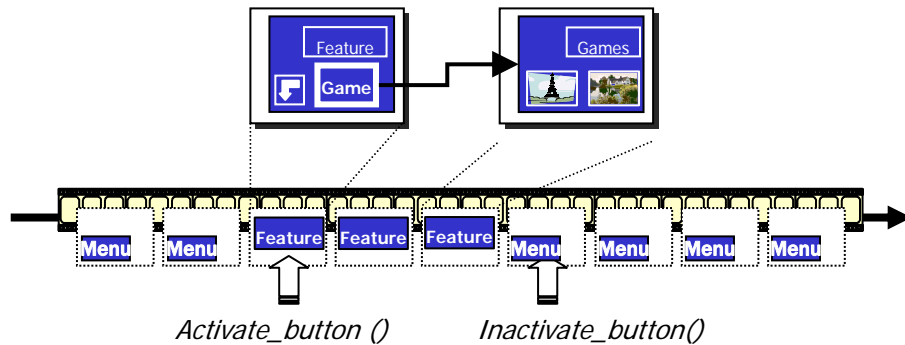 Feature
Game
Games
Menu
Menu
Feature
Feature
Feature
Menu
Menu
Menu
Menu
Activate_button ()
Inactivate_button()